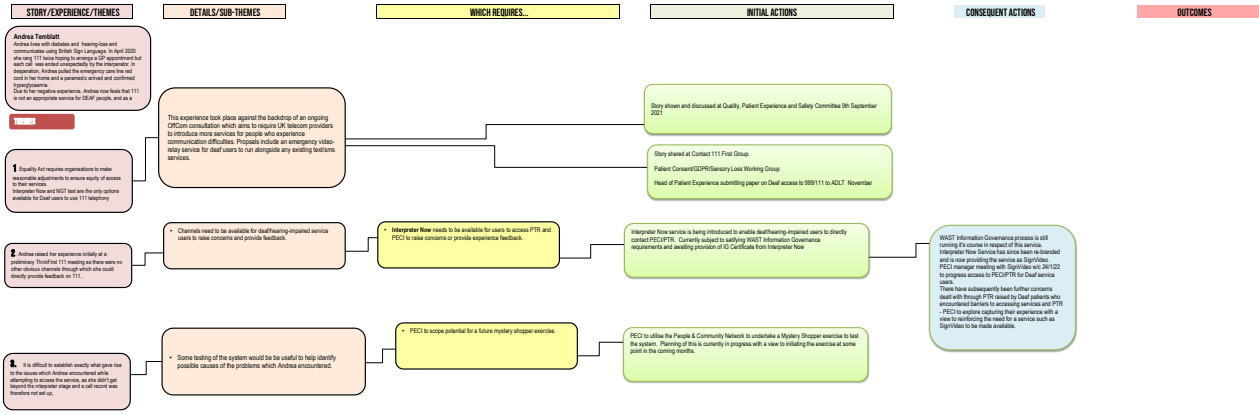 STORY/EXPERIENCE/THEMES
DETAILS/SUB-THEMES
WHICH REQUIRES...
INITIAL ACTIONS
CONSEQUENT ACTIONS
OUTCOMES
Andrea Temblatt
Andrea lives with diabetes and hearing-loss and
communicates using British Sign Language. In April 2020
she rang 111 twice hoping to arrange a GP appointment but
each call was ended unexpectedly by the interperator. In
desperation, Andrea pulled the emergency care line red
cord in her home and a paramedic arrived and confirmed
hyperglycaemia.
Due to her negative experience, Andrea now feels that 111
is not an appropriate service for DEAF people, and as a
THEMES
1 Equality Act requires organisations to make
reasonable adjustments to ensure equity of access
to their services.
Interpreter Now and NGT text are the only options
available for Deaf users to use 111 telephony
This experience took place against the backdrop of an ongoing
OffCom consultation which aims to require UK telecom providers
to introduce more services for people who experience
communication difficulties. Propsals include an emergency video-
relay service for deaf users to run alongside any existing text/sms
services.
Story shown and discussed at Quality, Patient Experience and Safety Committee 9th September
2021
Story shared at Contact 111 First Group.
Patient Consent/GDPR/Sensory Loss Working Group
Head of Patient Experience submitting paper on Deaf access to 999/111 to ADLT November
2. Andrea raised her experience initially at a
preliminary ThinkFirst 111 meeting as there were no
other obvious channels through which she could
directly provide feedback on 111..
• Channels need to be available for deaf/hearing-impaired service
users to raise concerns and provide feedback.
• Interpreter Now needs to be available for users to access PTR and
PECI to raise concerns or provide experience feedback.
Interpreter Now service is being introduced to enable deaf/hearing-impaired users to directly
contact PECI/PTR. Currently subject to satifying WAST Information Governance
requirements and awaiting provision of IG Certificate from Interpreter Now
WAST Information Governance process is still
running it's course in respect of this service.
Interpreter Now Service has since been re-branded
and is now providing the service as SignVideo.
PECI manager meeting with SignVideo w/c 24/1/22
to progress access to PECI/PTR for Deaf service
users.
There have subsequently been further concerns
dealt with through PTR raised by Deaf patients who
encountered barriers to accessing services and PTR
- PECI to explore capturing their experience with a
view to reinforcing the need for a service such as
SignVideo to be made available.
3. It is difficult to establish exactly what gave rise
to the issues which Andrea encountered while
attempting to access the service, as she didn't get
beyond the interpreter stage and a call record was
therefore not set up.
• Some testing of the system would be be useful to help identify
possible causes of the problems which Andrea encountered.
• PECI to scope potential for a future mystery shopper exercise.
PECI to utilise the People & Community Network to undertake a Mystery Shopper exercise to test
the system. Planning of this is currently in progress with a view to initiating the exercise at some
point in the coming months.